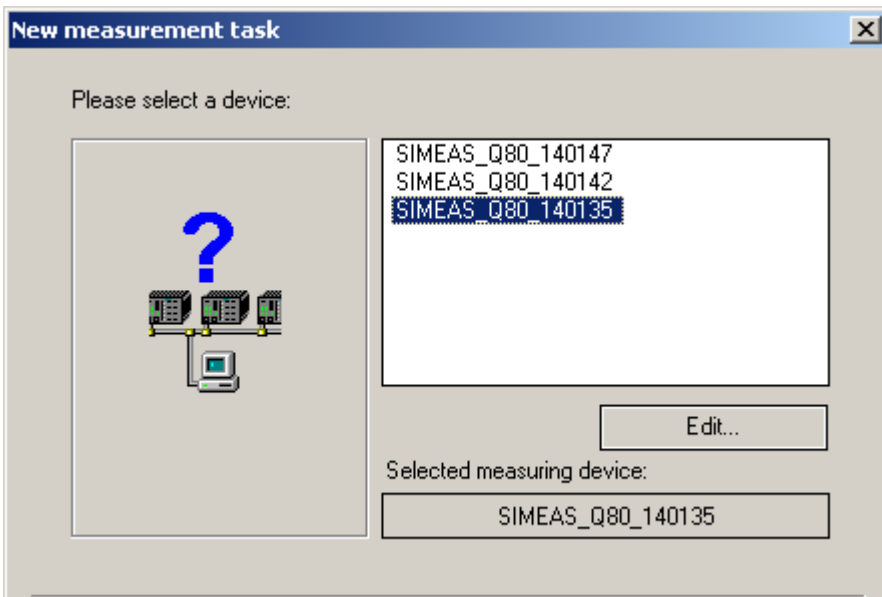 New measurement task
Please select a device:
SIMEAS_Q80_140147
SIMEAS_Q80_140142
SIMEAS_Q80_140135
?
Edit...
Selected measuring device:
SIMEAS_Q80_140135